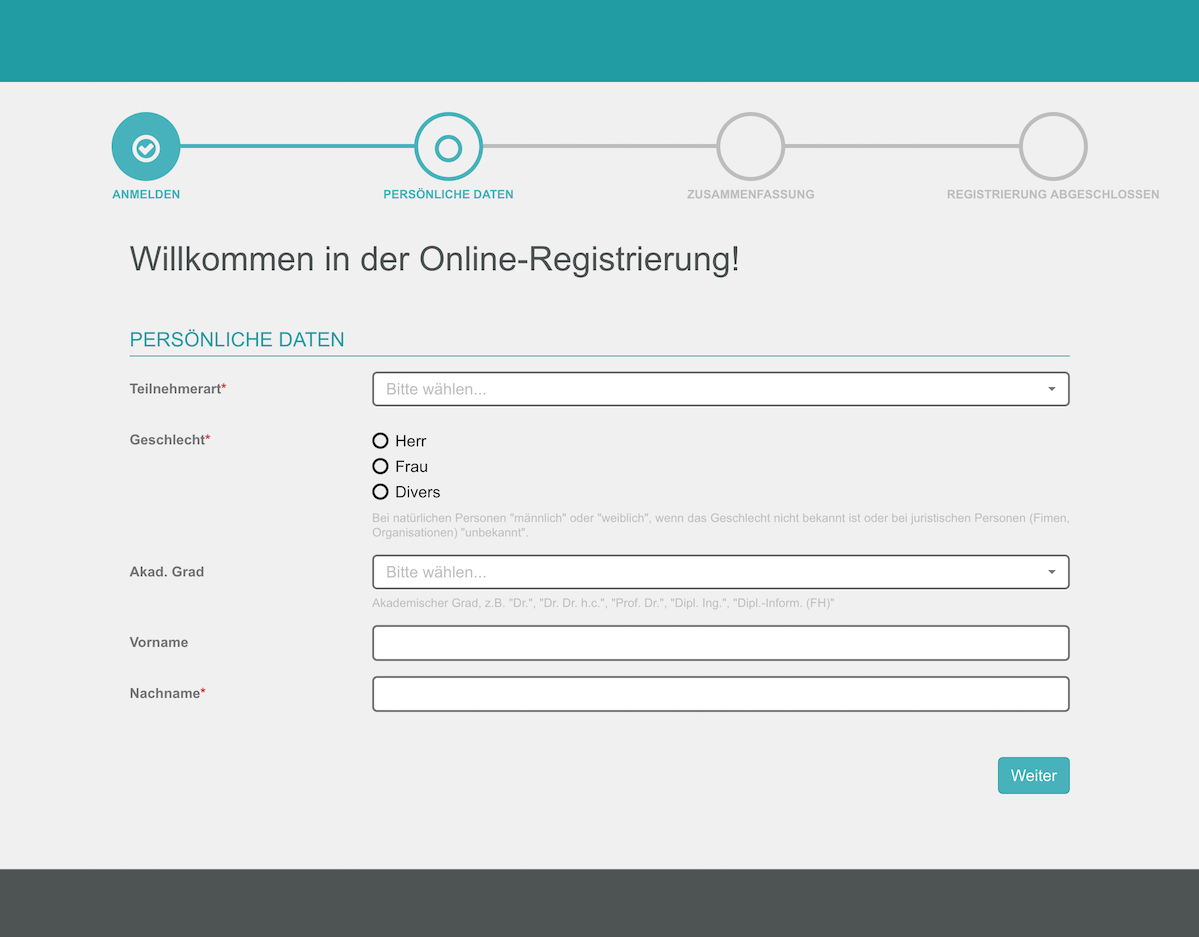 ANMELDEN
PERSÖNLICHE DATEN
ZUSAMMENFASSUNG
REGISTRIERUNG ABGESCHLOSSEN
Willkommen in der Online-Registrierung!
PERSÖNLICHE DATEN
Teilnehmerart*
Bitte wählen...
Geschlecht*
Herr
Frau
Divers
Bei natürlichen Personen "männlich" oder "weiblich", wenn das Geschlecht nicht bekannt ist oder bei juristischen Personen (Fimen,
Organisationen) "unbekannt".
Akad. Grad
Bitte wählen...
Akademischer Grad, z.B. "Dr.", "Dr. Dr. h.c.", "Prof. Dr.", "Dipl. Ing.", "Dipl.-Inform. (FH)"
Vorname
Nachname*
Weiter